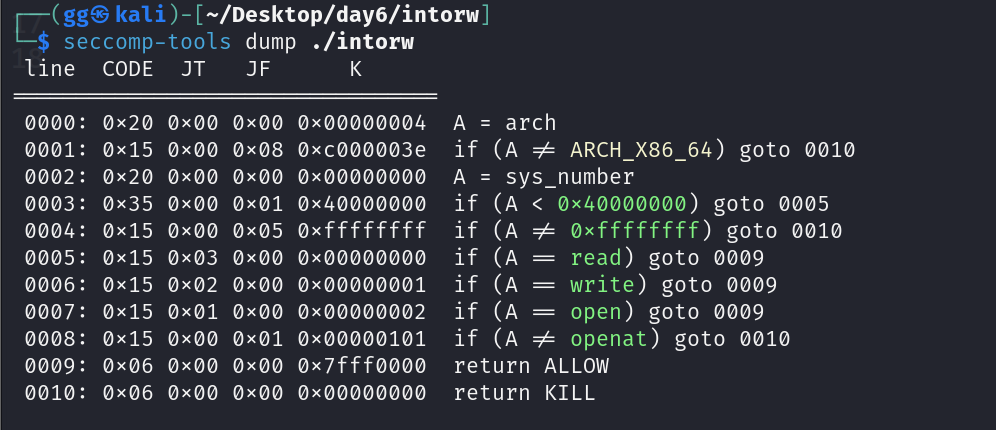 ┌──(gg㉿kali)-[~/Desktop/day6/intorw]
└─$ seccomp-tools dump ./intorw
line  CODE  JT   JF      K
=================================
0000: 0x20 0x00 0x00 0x00000004  A = arch
0001: 0x15 0x00 0x08 0xc000003e  if (A != ARCH_X86_64) goto 0010
0002: 0x20 0x00 0x00 0x00000000  A = sys_number
0003: 0x35 0x00 0x01 0x40000000  if (A < 0x40000000) goto 0005
0004: 0x15 0x00 0x05 0xffffffff  if (A != 0xffffffff) goto 0010
0005: 0x15 0x03 0x00 0x00000000  if (A == read) goto 0009
0006: 0x15 0x02 0x00 0x00000001  if (A == write) goto 0009
0007: 0x15 0x01 0x00 0x00000002  if (A == open) goto 0009
0008: 0x15 0x00 0x01 0x00000101  if (A != openat) goto 0010
0009: 0x06 0x00 0x00 0x7fff0000  return ALLOW
0010: 0x06 0x00 0x00 0x00000000  return KILL